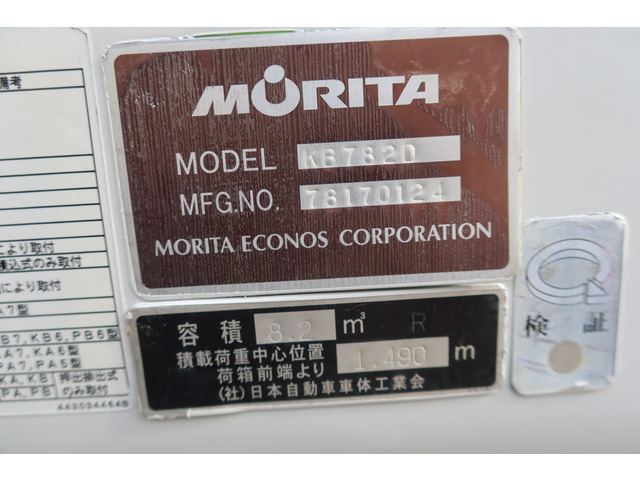 備考
により取付
積込式のみ取付
により取付
A7型
B7, KB6, PB6型
A7, KA6型
PA7, PA6型
KA, KB 押出排出式
PA, PB のみ取付
MORITA
MODEL KB782D
MFG.NO. 78170124
MORITA ECONOS CORPORATION
容積 8.2 m³ R
積載荷重中心位置
荷箱前端より 1.490 m
(社)日本自動車車体工業会
検 証